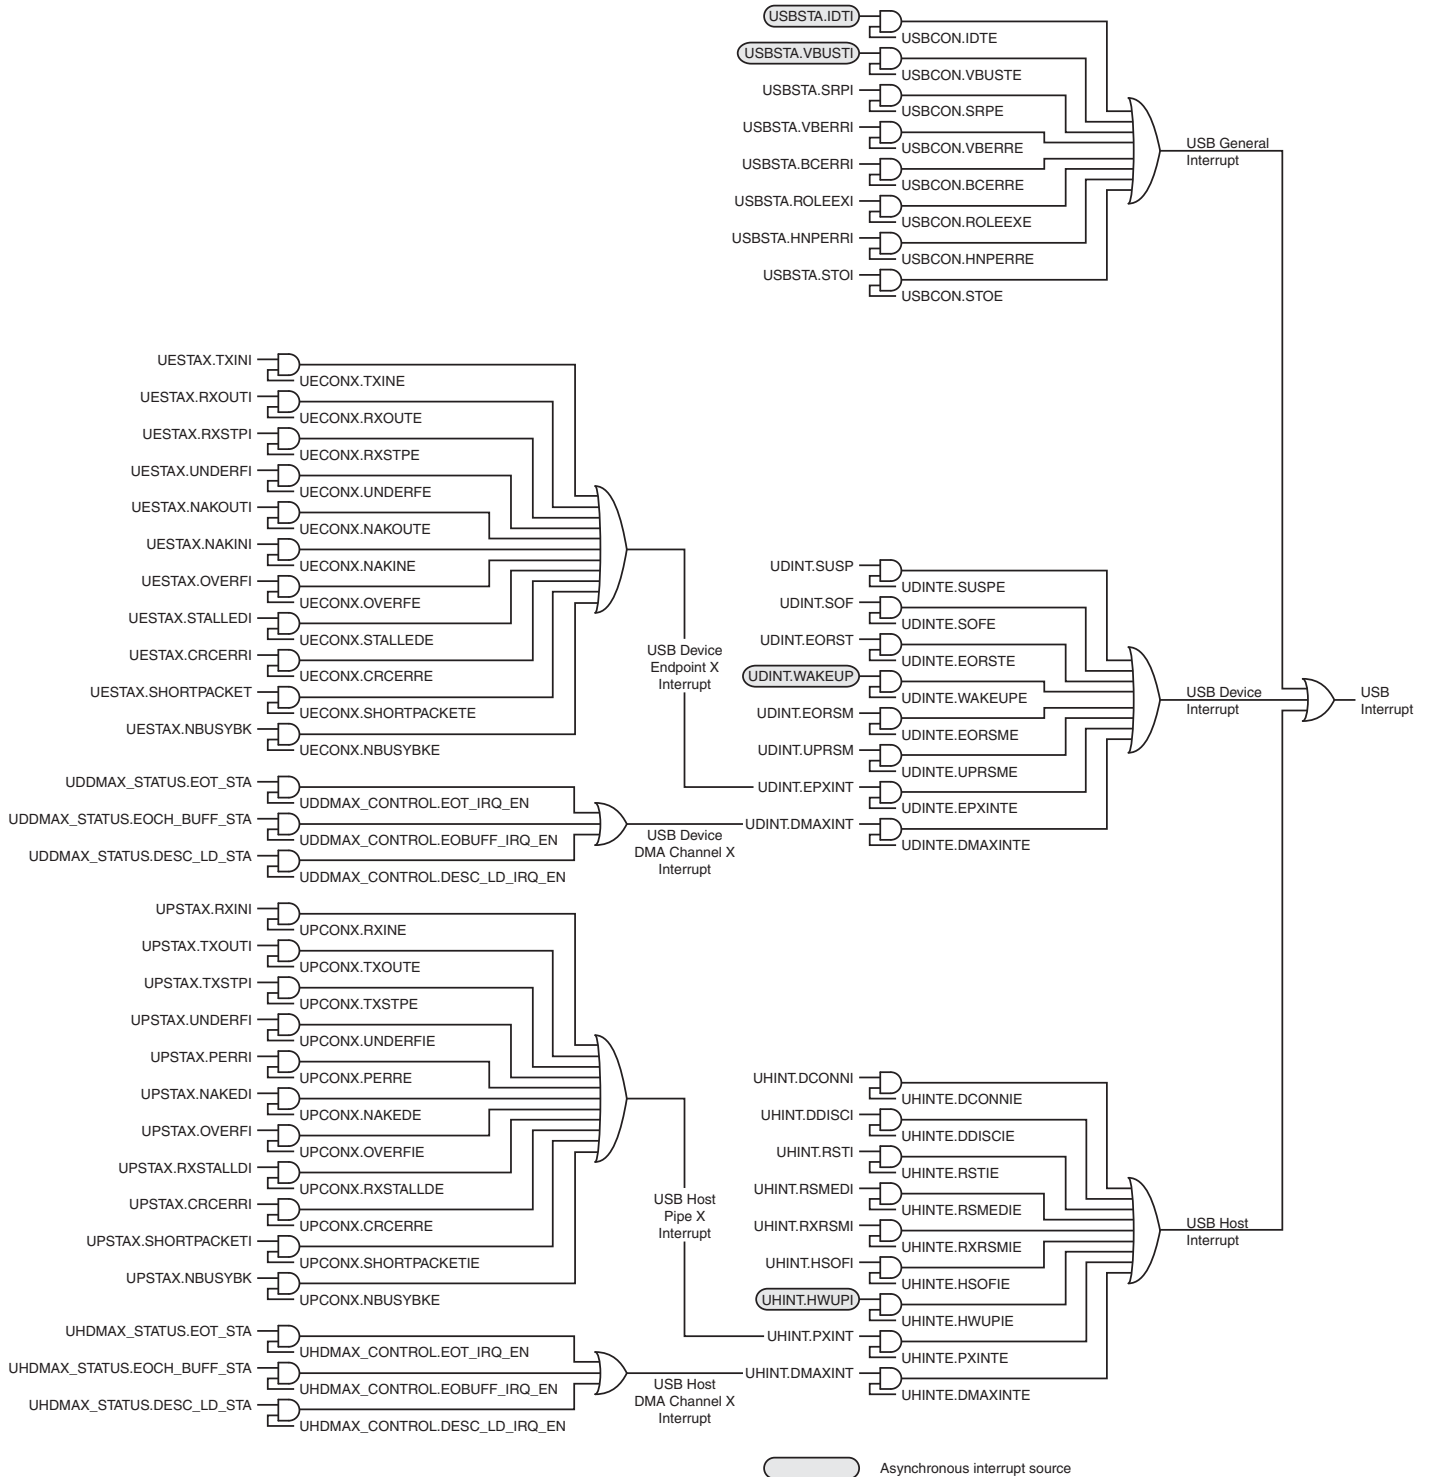 USBSTA.IDTI
USBCON.IDTE
USBSTA.VBUSTI
USBCON.VBUSTE
USBSTA.SRPI
USBCON.SRPE
USBSTA.VBERRI
USBCON.VBERRE
USBSTA.BCERRI
USBCON.BCERRE
USBSTA.ROLEEXI
USBCON.ROLEEXE
USBSTA.HNPERRI
USBCON.HNPERRE
USBSTA.STOI
USBCON.STOE
USB General
Interrupt
UESTAX.TXINI
UECONX.TXINE
UESTAX.RXOUTI
UECONX.RXOUTE
UESTAX.RXSTPI
UECONX.RXSTPE
UESTAX.UNDERFI
UECONX.UNDERFE
UESTAX.NAKOUTI
UECONX.NAKOUTE
UESTAX.NAKINI
UECONX.NAKINE
UESTAX.OVERFI
UECONX.OVERFE
UESTAX.STALLEDI
UECONX.STALLEDE
UESTAX.CRCERRI
UECONX.CRCERRE
UESTAX.SHORTPACKET
UECONX.SHORTPACKETE
UESTAX.NBUSYBK
UECONX.NBUSYBKE
USB Device
Endpoint X
Interrupt
UDDMAX_STATUS.EOT_STA
UDDMAX_CONTROL.EOT_IRQ_EN
UDDMAX_STATUS.EOCH_BUFF_STA
UDDMAX_CONTROL.EOBUFF_IRQ_EN
UDDMAX_STATUS.DESC_LD_STA
UDDMAX_CONTROL.DESC_LD_IRQ_EN
USB Device
DMA Channel X
Interrupt
UDINT.SUSP
UDINTE.SUSPE
UDINT.SOF
UDINTE.SOFE
UDINT.EORST
UDINTE.EORSTE
UDINT.WAKEUP
UDINTE.WAKEUPE
UDINT.EORSM
UDINTE.EORSME
UDINT.UPRSM
UDINTE.UPRSME
UDINT.EPXINT
UDINTE.EPXINTE
UDINT.DMAXINT
UDINTE.DMAXINTE
USB Device
Interrupt
USB
Interrupt
UPSTAX.RXINI
UPCONX.RXINE
UPSTAX.TXOUTI
UPCONX.TXOUTE
UPSTAX.TXSTPI
UPCONX.TXSTPE
UPSTAX.UNDERFI
UPCONX.UNDERFIE
UPSTAX.PERRI
UPCONX.PERRE
UPSTAX.NAKEDI
UPCONX.NAKEDE
UPSTAX.OVERFI
UPCONX.OVERFIE
UPSTAX.RXSTALLDI
UPCONX.RXSTALLDE
UPSTAX.CRCERRI
UPCONX.CRCERRE
UPSTAX.SHORTPACKETI
UPCONX.SHORTPACKETIE
UPSTAX.NBUSYBK
UPCONX.NBUSYBKE
USB Host
Pipe X
Interrupt
UHDMAX_STATUS.EOT_STA
UHDMAX_CONTROL.EOT_IRQ_EN
UHDMAX_STATUS.EOCH_BUFF_STA
UHDMAX_CONTROL.EOBUFF_IRQ_EN
UHDMAX_STATUS.DESC_LD_STA
UHDMAX_CONTROL.DESC_LD_IRQ_EN
USB Host
DMA Channel X
Interrupt
UHINT.DCONNI
UHINTE.DCONNIE
UHINT.DDISCI
UHINTE.DDISCIE
UHINT.RSTI
UHINTE.RSTIE
UHINT.RSMEDI
UHINTE.RSMEDIE
UHINT.RXRSMI
UHINTE.RXRSMIE
UHINT.HSOFI
UHINTE.HSOFIE
UHINT.HWUPI
UHINTE.HWUPIE
UHINT.PXINT
UHINTE.PXINTE
UHINT.DMAXINT
UHINTE.DMAXINTE
USB Host
Interrupt
Asynchronous interrupt source